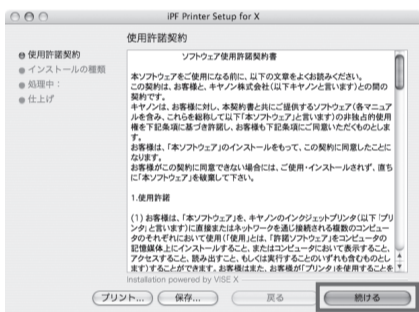 iPF Printer Setup for X
使用許諾契約
使用許諾契約
インストールの種類
処理中：
仕上げ
ソフトウェア使用許諾契約書
本ソフトウェアをご使用になる前に、以下の文章をよくお読みください。
この契約は、お客様と、キヤノン株式会社（以下キヤノンと言います）との間の
契約です。
キヤノンは、お客様に対し、本契約書と共にご提供するソフトウェア（各マニュア
ルを含み、これらを総称して以下「本ソフトウェア」と言います）の非独占的使用
権を下記条項に基づき許諾し、お客様も下記条項にご同意いただくものとしま
す。
お客様は、「本ソフトウェア」のインストールをもって、この契約に同意したことに
なります。
お客様がこの契約に同意できない場合には、ご使用・インストールされず、直ち
に「本ソフトウェア」を破棄して下さい。
1.使用許諾
（1）お客様は、「本ソフトウェア」を、キヤノンのインクジェットプリンタ（以下「プリ
ンタ」と言います）に直接またはネットワークを通じ接続される複数のコンピュー
タのそれぞれにおいて使用（「使用」とは、「許諾ソフトウェア」をコンピュータの
記憶媒体上にインストールすること、またはコンピュータにおいて表示すること、
アクセスすること、読み出すこと、もしくは実行することのいずれも含むものとし
ます）することができます。お客様はまた、お客様が「プリンタ」を使用することを
Installation powered by VISE X
プリント... 保存... 戻る 続ける